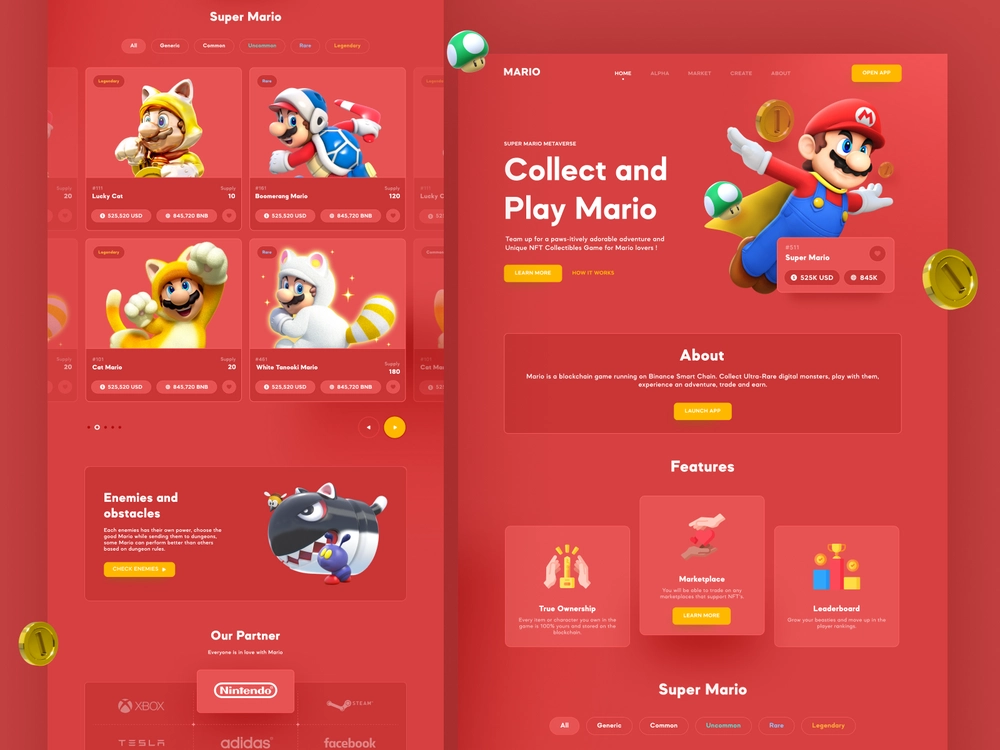 Super Mario
All
Generic
Common
Uncommon
Rare
Legendary
Legendary
Rare
Supply
20
#111
Supply
Lucky Cat
10
525,520 USD
845,720 BNB
#161
Supply
Boomerang Mario
120
525,520 USD
845,720 BNB
Legendary
Rare
Supply
20
#101
Supply
Cat Mario
20
525,520 USD
845,720 BNB
#451
Supply
White Tanooki Mario
180
525,520 USD
845,720 BNB
Enemies and
obstacles
Each enemies has their own power, choose the
good Mario while sending them to dungeons,
some Mario can perform better than others
based on dungeon rules.
CHECK ENEMIES
Our Partner
Everyone is in love with Mario
XBOX
Nintendo
STEAM
TESLA
adidas
facebook
MARIO
HOME
ALPHA
MARKET
CREATE
ABOUT
OPEN APP
M
SUPER MARIO METAVERSE
Collect and
Play Mario
Team up for a paws-itively adorable adventure and
Unique NFT Collectibles Game for Mario lovers !
LEARN MORE
HOW IT WORKS
#511
Super Mario
525K USD
845K
About
Mario is a blockchain game running on Binance Smart Chain. Collect Ultra-Rare digital monsters, play with them,
experience an adventure, trade and earn.
LAUNCH APP
Features
True Ownership
Every item or character you own in the
game is 100% yours and stored on the
blockchain.
Marketplace
You will be able to trade on any
marketplaces that support NFT's.
LEARN MORE
Leaderboard
Grow your beasties and move up in the
player rankings.
Super Mario
All
Generic
Common
Uncommon
Rare
Legendary